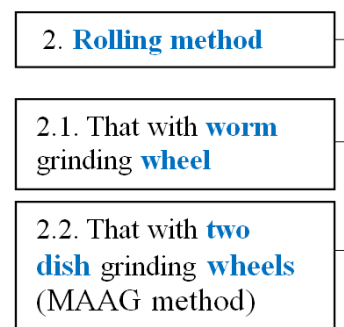 2. Rolling method
2.1. That with worm
grinding wheel
2.2. That with two
dish grinding wheels
(MAAG method)